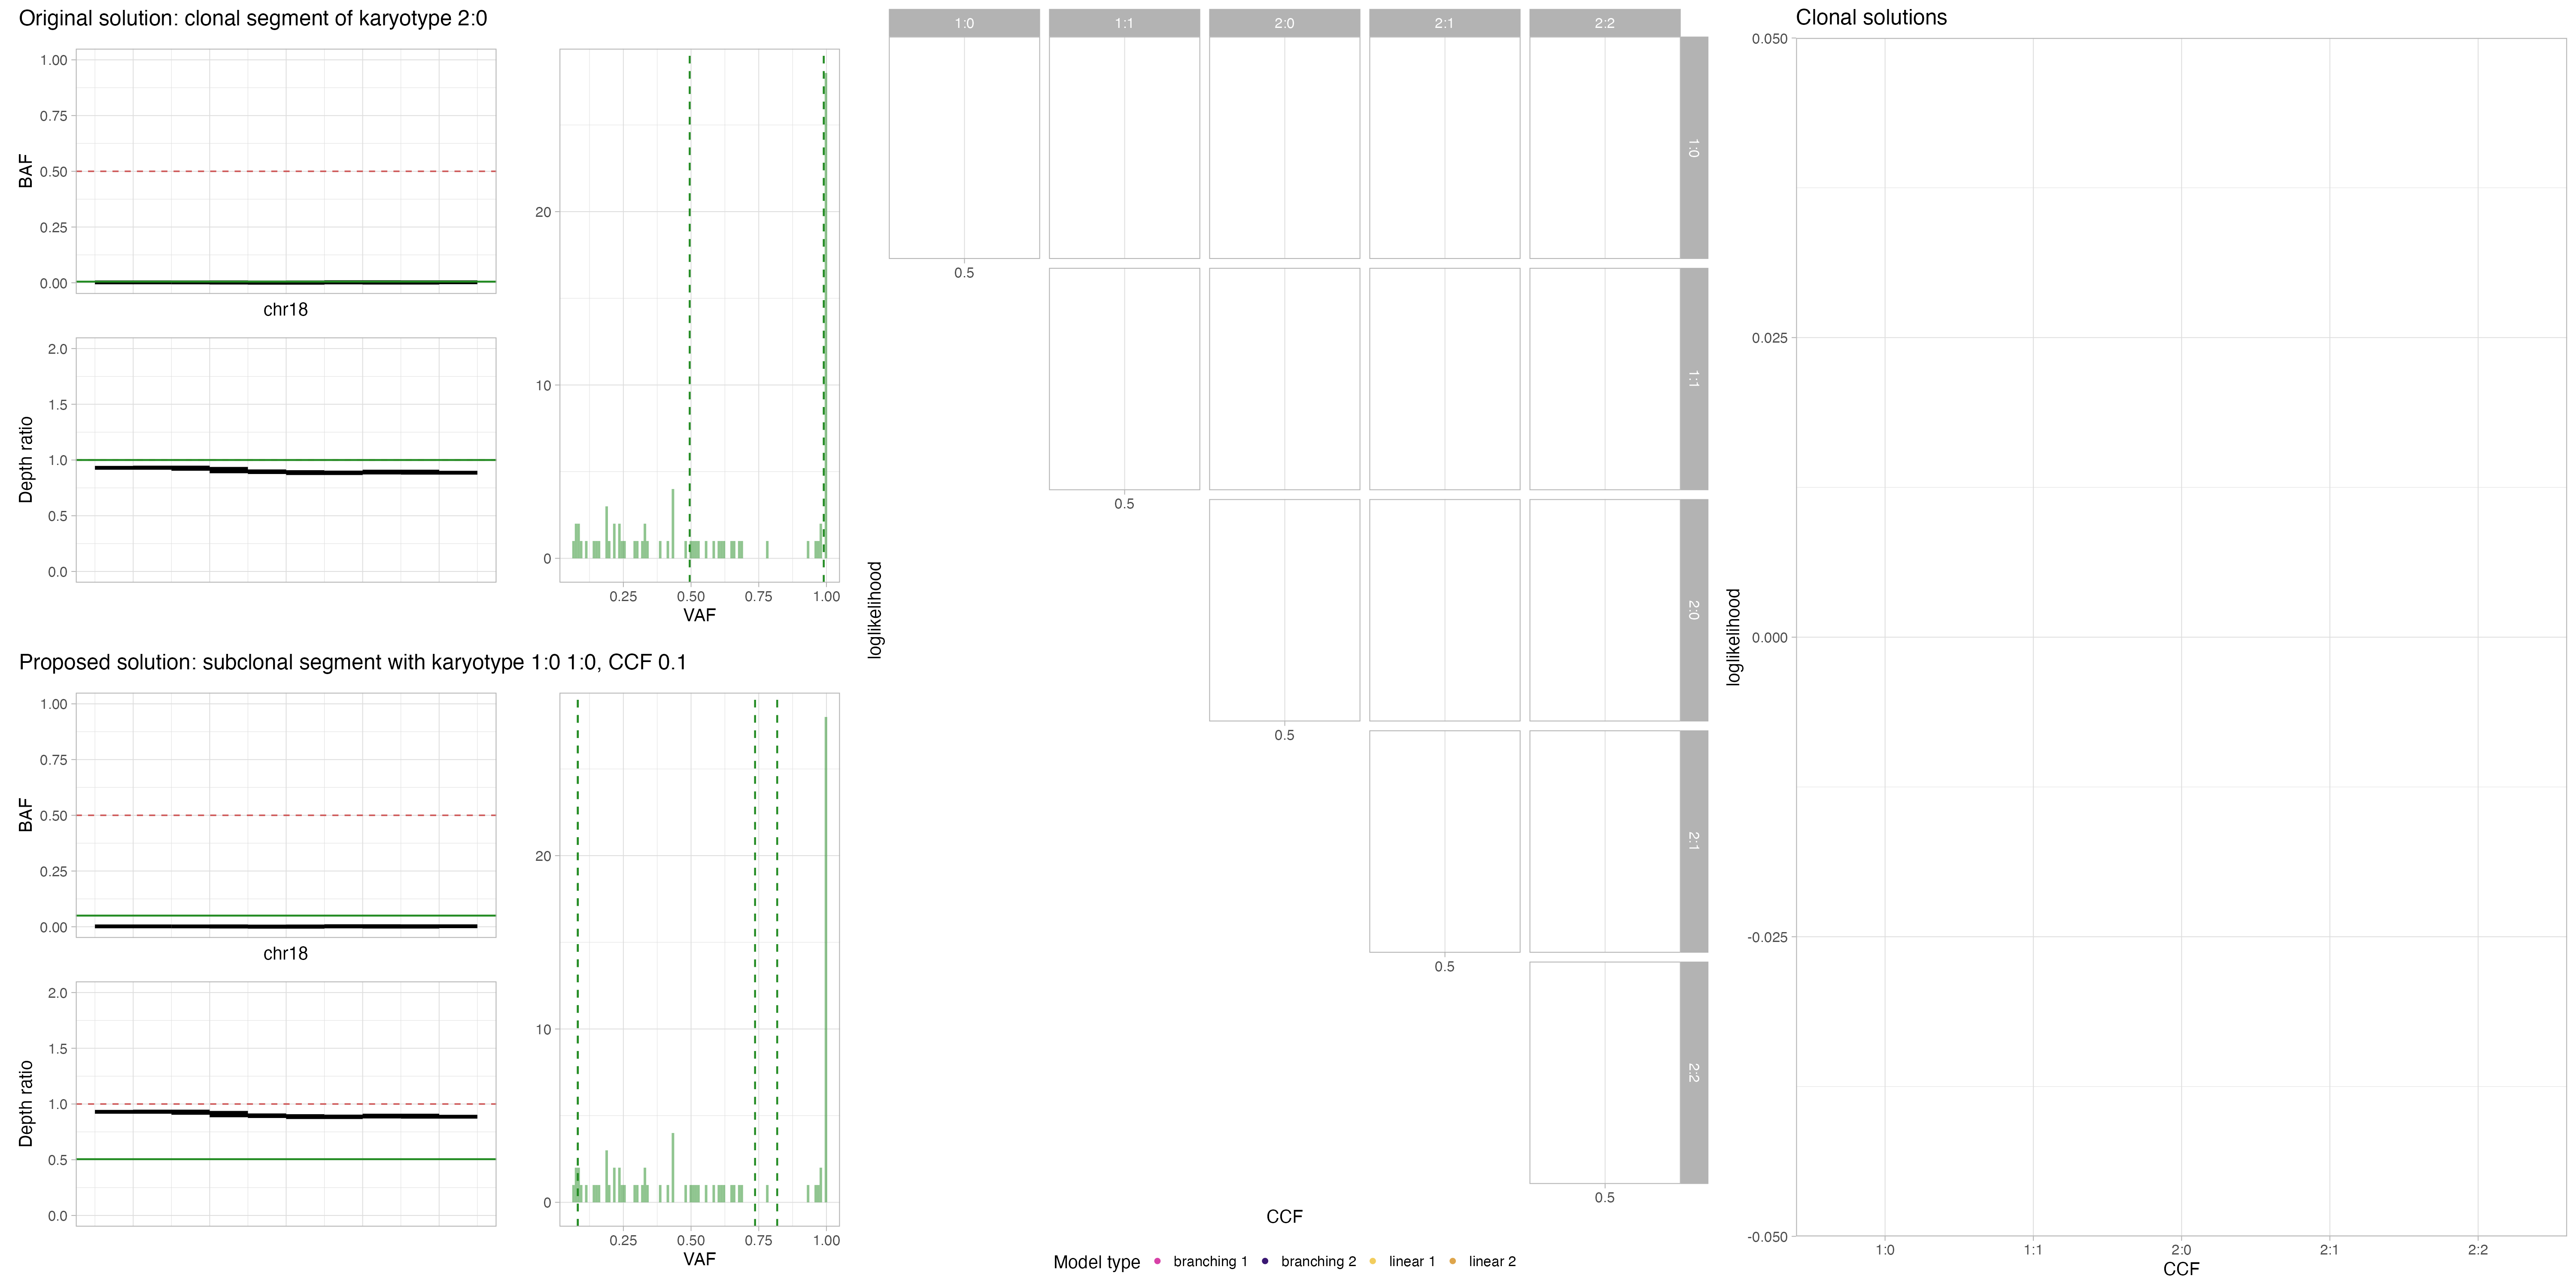 Original solution: clonal segment of karyotype 2:0
1.00
0.75
0.50
0.25
0.00
BAF
chr18
2.0
1.5
1.0
0.5
0.0
Depth ratio
20
10
0
0.25 0.50 0.75 1.00
VAF
Proposed solution: subclonal segment with karyotype 1:0 1:0, CCF 0.1
1.00
0.75
0.50
0.25
0.00
BAF
chr18
2.0
1.5
1.0
0.5
0.0
Depth ratio
20
10
0
0.25 0.50 0.75 1.00
VAF
1:0 1:1 2:0 2:1 2:2
1:0
0.5
1:1
0.5
2:0
0.5
2:1
0.5
2:2
0.5
loglikelihood
CCF
Model type branching 1 branching 2 linear 1 linear 2
Clonal solutions
0.050
0.025
0.000
-0.025
-0.050
loglikelihood
1:0 1:1 2:0 2:1 2:2
CCF